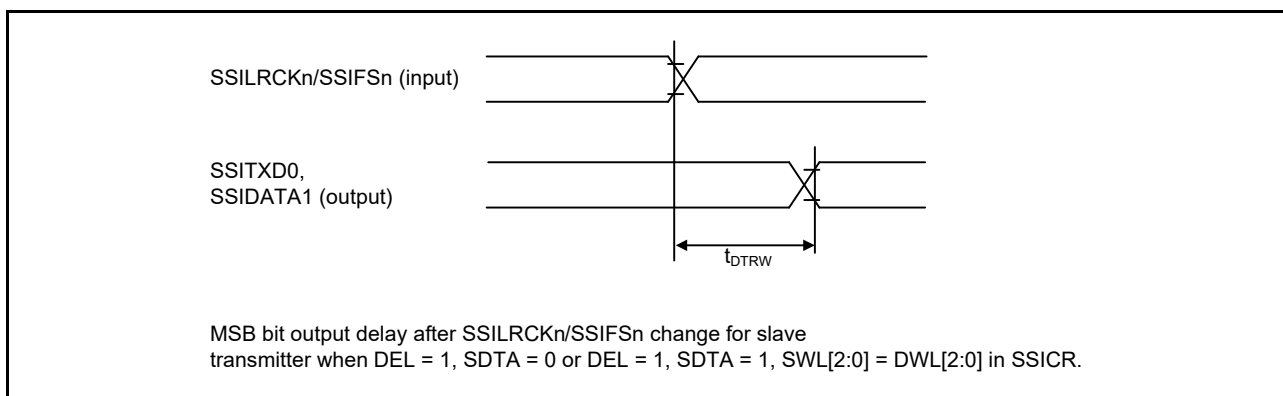 SSILRCKn/SSIFSn (input)
SSITXD0,
SSIDATA1 (output)
tDTRW
MSB bit output delay after SSILRCKn/SSIFSn change for slave
transmitter when DEL = 1, SDTA = 0 or DEL = 1, SDTA = 1, SWL[2:0] = DWL[2:0] in SSICR.